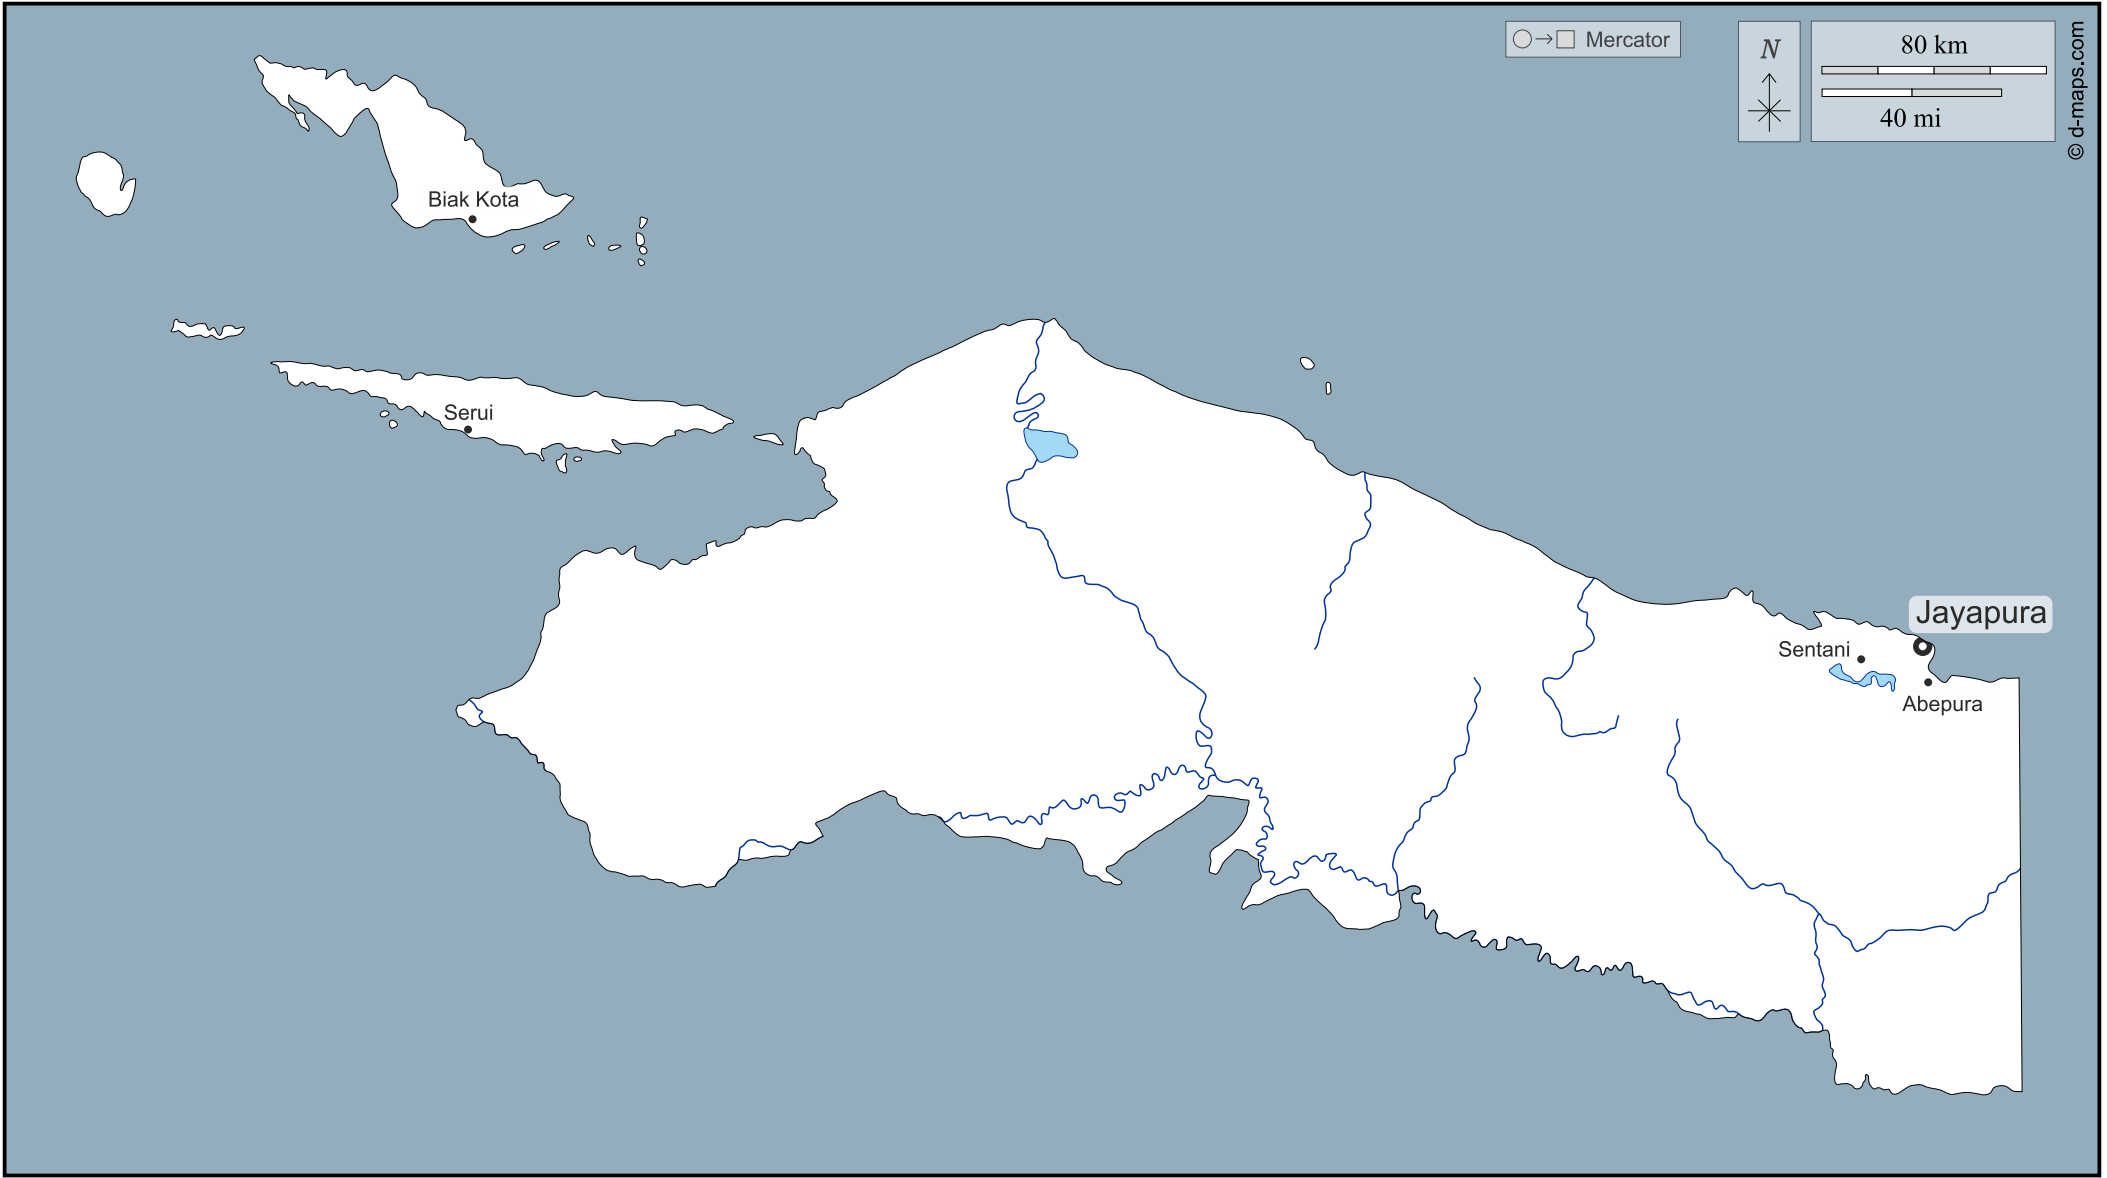 Mercator
N
80 km
40 mi
© d-maps.com
Biak Kota
Serui
Jayapura
Sentani
Abepura